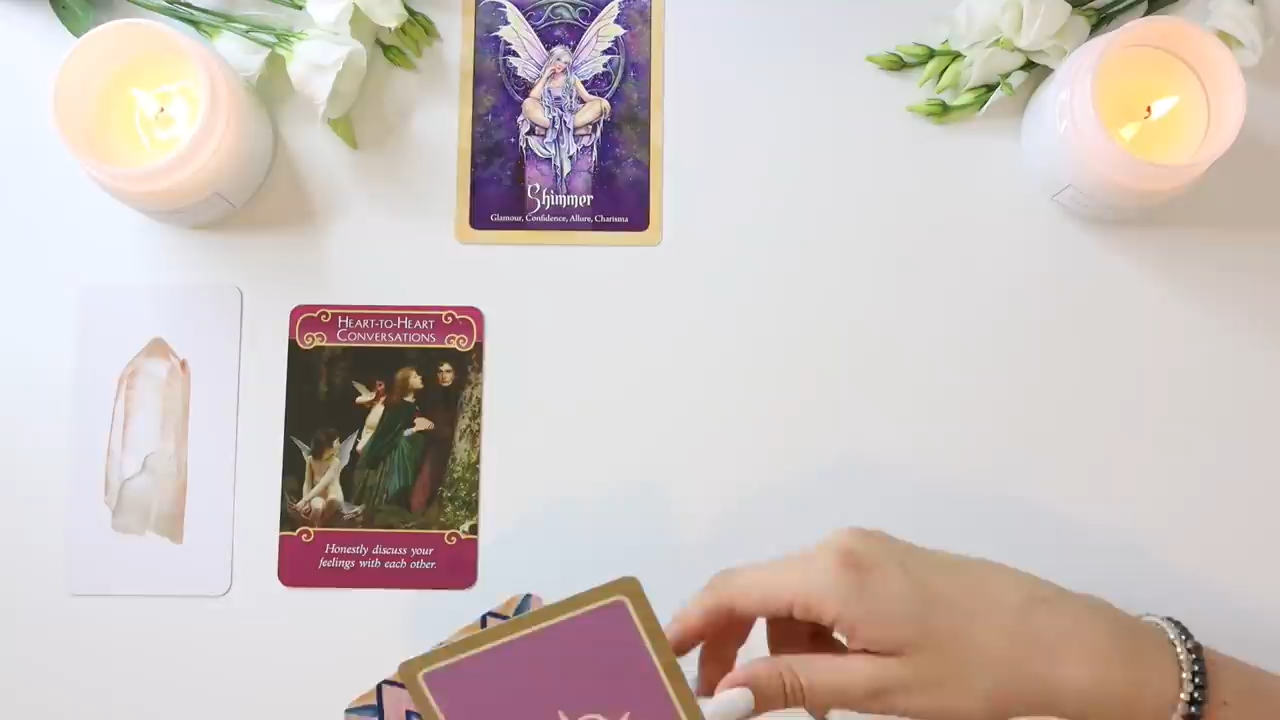 Shimmer
Glamour, Confidence, Allure, Charisma
HEART-TO-HEART
CONVERSATIONS
Honestly discuss your
feelings with each other.